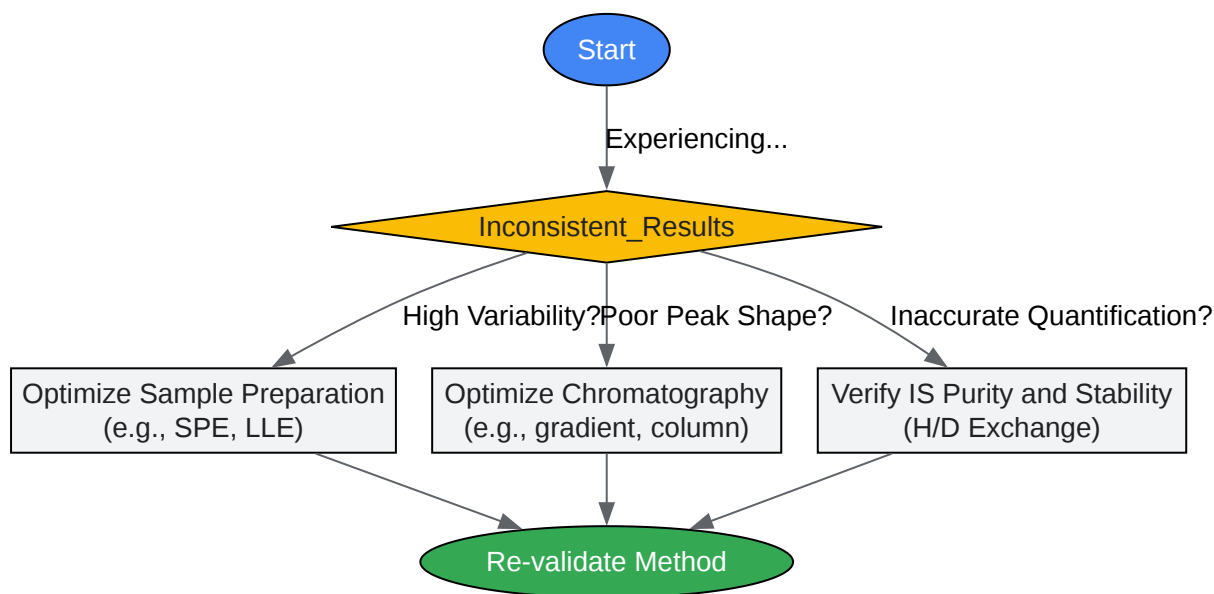 Start
Experiencing...
Inconsistent_Results
High Variability?
Poor Peak Shape?
Inaccurate Quantification?
Optimize Sample Preparation
(e.g., SPE, LLE)
Optimize Chromatography
(e.g., gradient, column)
Verify IS Purity and Stability
(H/D Exchange)
Re-validate Method